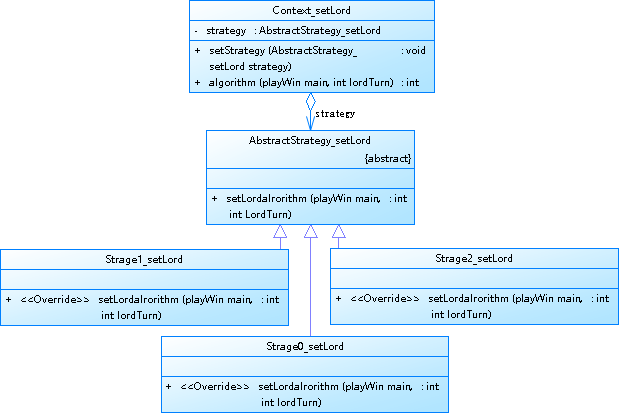 Context_setLord
- strategy : AbstractStrategy_setLord
+ setStrategy (AbstractStrategy_ : void
setLord strategy)
+ algorithm (playWin main, int lordTurn) : int
strategy
AbstractStrategy_setLord
{abstract}
+ setLordalrorithm (playWin main, : int
int LordTurn)
Strage1_setLord
+ <<Override>> setLordalrorithm (playWin main, : int
int lordTurn)
Strage2_setLord
+ <<Override>> setLordalrorithm (playWin main, : int
int lordTurn)
Strage0_setLord
+ <<Override>> setLordalrorithm (playWin main, : int
int lordTurn)